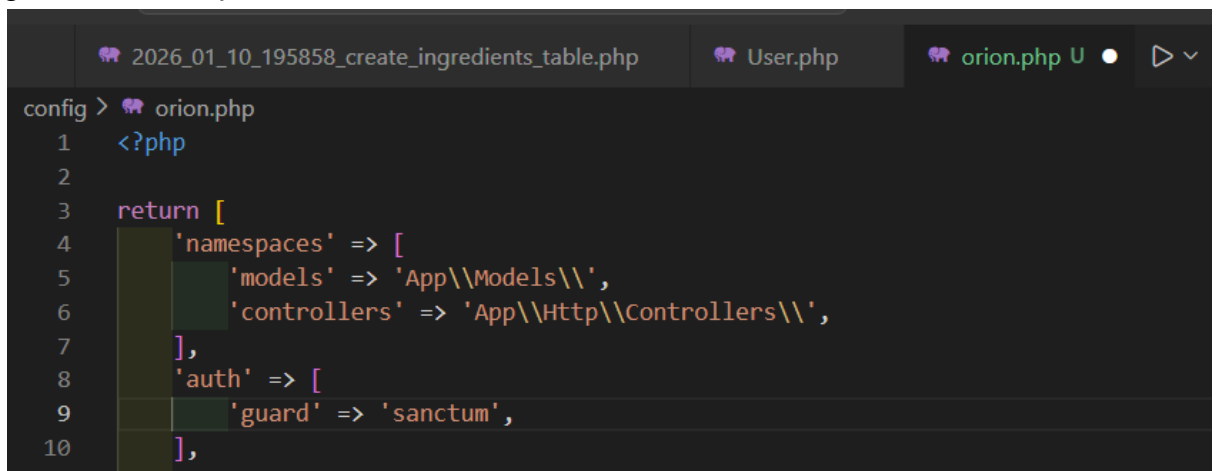 2026_01_10_195858_create_ingredients_table.php User.php orion.php U
config > orion.php
1 <?php
2
3 return [
4 'namespaces' => [
5 'models' => 'App\\Models\\',
6 'controllers' => 'App\\Http\\Controllers\\',
7 ],
8 'auth' => [
9 'guard' => 'sanctum',
10 ],